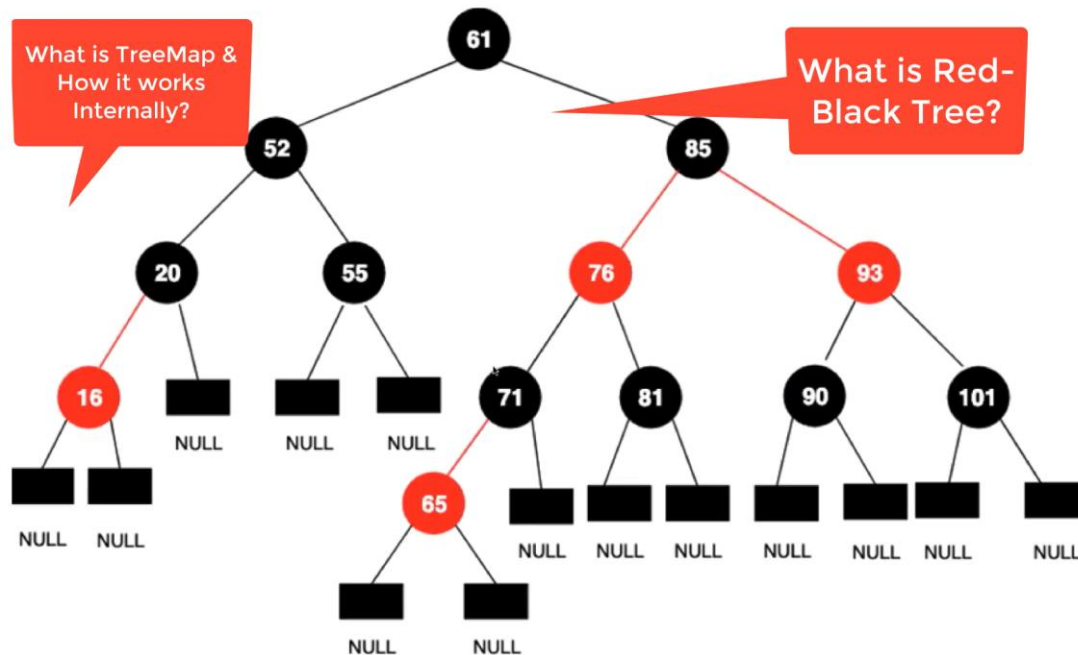 61
What is TreeMap &
How it works
Internally?
What is Red-
Black Tree?
52
85
20
55
76
93
16
71
81
90
101
NULL
NULL
NULL
65
NULL
NULL
NULL
NULL
NULL
NULL
NULL
NULL
NULL
NULL
NULL